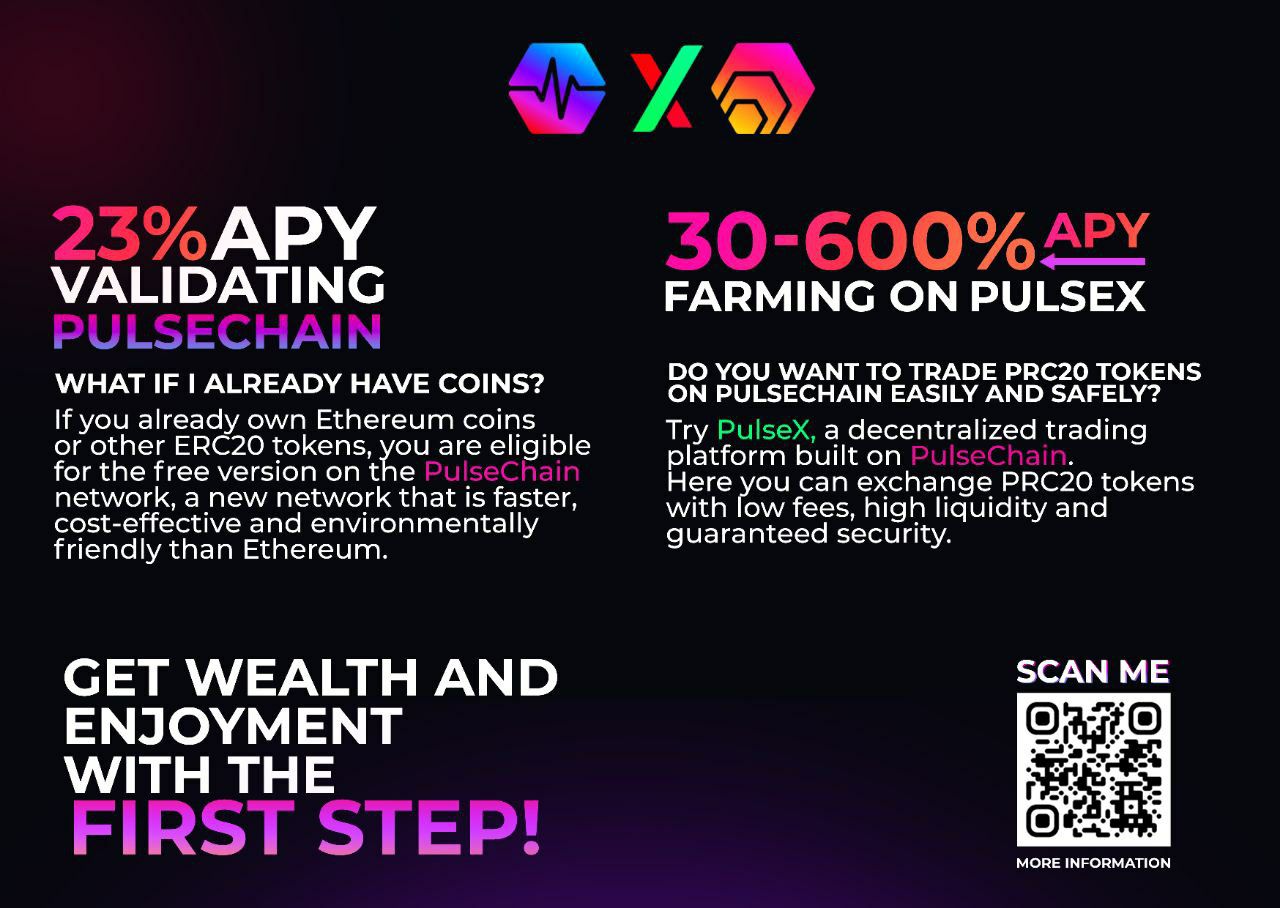 23% APY
VALIDATING
PULSECHAIN
WHAT IF I ALREADY HAVE COINS?
If you already own Ethereum coins
or other ERC20 tokens, you are eligible
for the free version on the PulseChain
network, a new network that is faster,
cost-effective and environmentally
friendly than Ethereum.
30-600% APY
FARMING ON PULSEX
DO YOU WANT TO TRADE PRC20 TOKENS
ON PULSECHAIN EASILY AND SAFELY?
Try PulseX, a decentralized trading
platform built on PulseChain.
Here you can exchange PRC20 tokens
with low fees, high liquidity and
guaranteed security.
GET WEALTH AND
ENJOYMENT
WITH THE
FIRST STEP!
SCAN ME
MORE INFORMATION